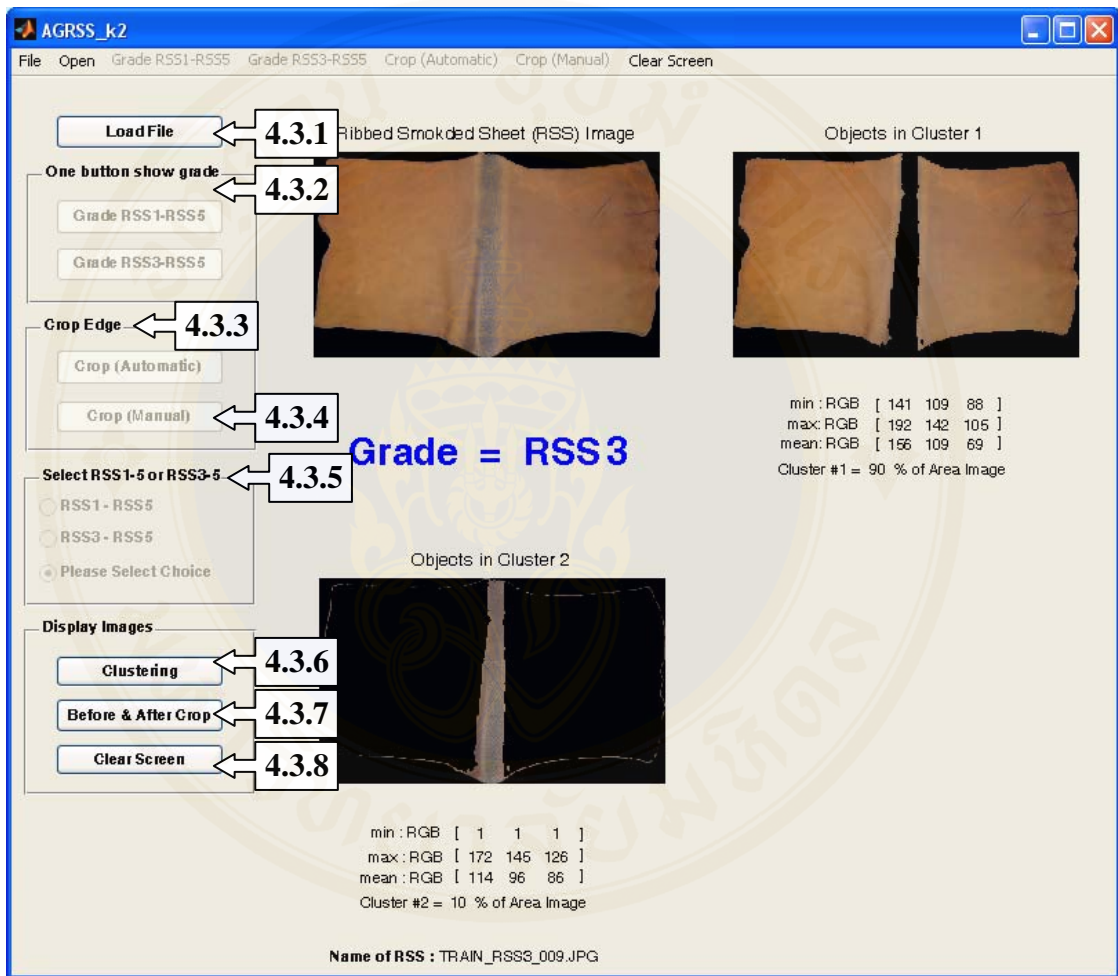 AGRSS_k2
File Open Grade RSS1-RSS5 Grade RSS3-RSS5 Crop (Automatic) Crop (Manual) Clear Screen
Load File
4.3.1
Ribbed Smokded Sheet (RSS) Image
Objects in Cluster 1
One button show grade
4.3.2
Grade RSS1-RSS5
Grade RSS3-RSS5
Crop Edge
4.3.3
Crop (Automatic)
Crop (Manual)
4.3.4
min : RGB [ 141 109 88 ]
max: RGB [ 192 142 105 ]
mean: RGB [ 156 109 69 ]
Cluster #1 = 90 % of Area Image
Grade = RSS 3
Select RSS1-5 or RSS3-5
4.3.5
RSS1 - RSS5
RSS3 - RSS5
Please Select Choice
Objects in Cluster 2
Display Images
Clustering
4.3.6
Before & After Crop
4.3.7
Clear Screen
4.3.8
min : RGB [ 1 1 1 ]
max : RGB [ 172 145 126 ]
mean : RGB [ 114 96 86 ]
Cluster #2 = 10 % of Area Image
Name of RSS : TRAIN_RSS3_009.JPG